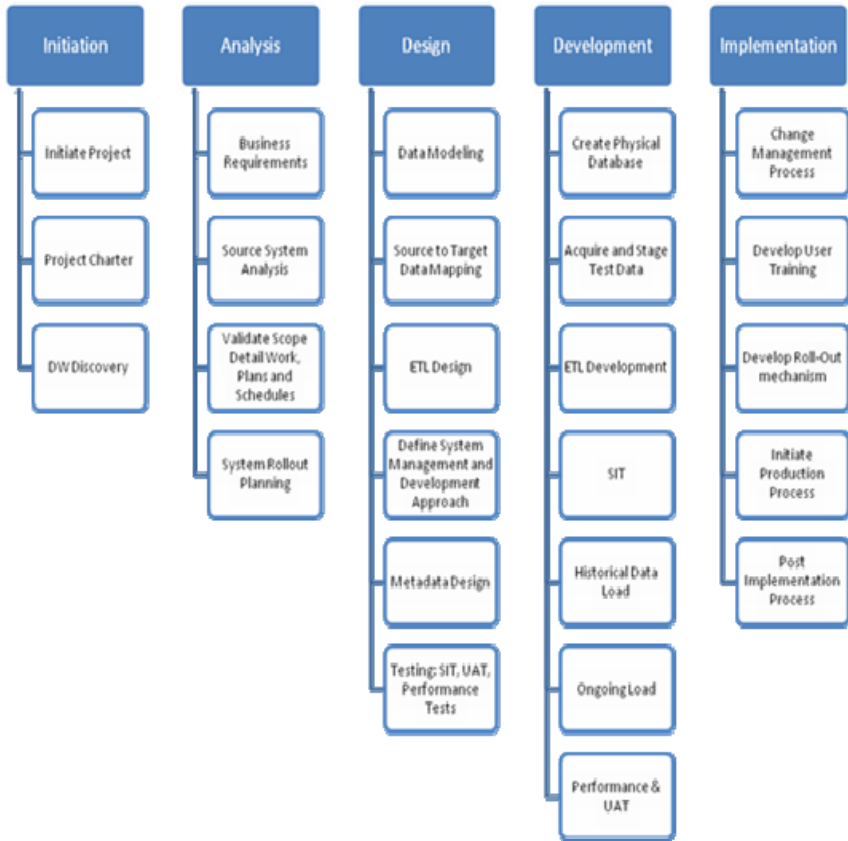 Initiation
Initiate Project
Project Charter
DW Discovery
Analysis
Business
Requirements
Source System
Analysis
Validate Scope
Detail Work,
Plans and
Schedules
System Rollout
Planning
Design
Data Modeling
Source to Target
Data Mapping
ETL Design
Define System
Management and
Development
Approach
Metadata Design
Testing; SIT, UAT,
Performance
Tests
Development
Create Physical
Database
Acquire and Stage
Test Data
ETL Development
SIT
Historical Data
Load
Ongoing Load
Performance &
UAT
Implementation
Change
Management
Process
Develop User
Training
Develop Roll-Out
mechanism
Initiate
Production
Process
Post
Implementation
Process